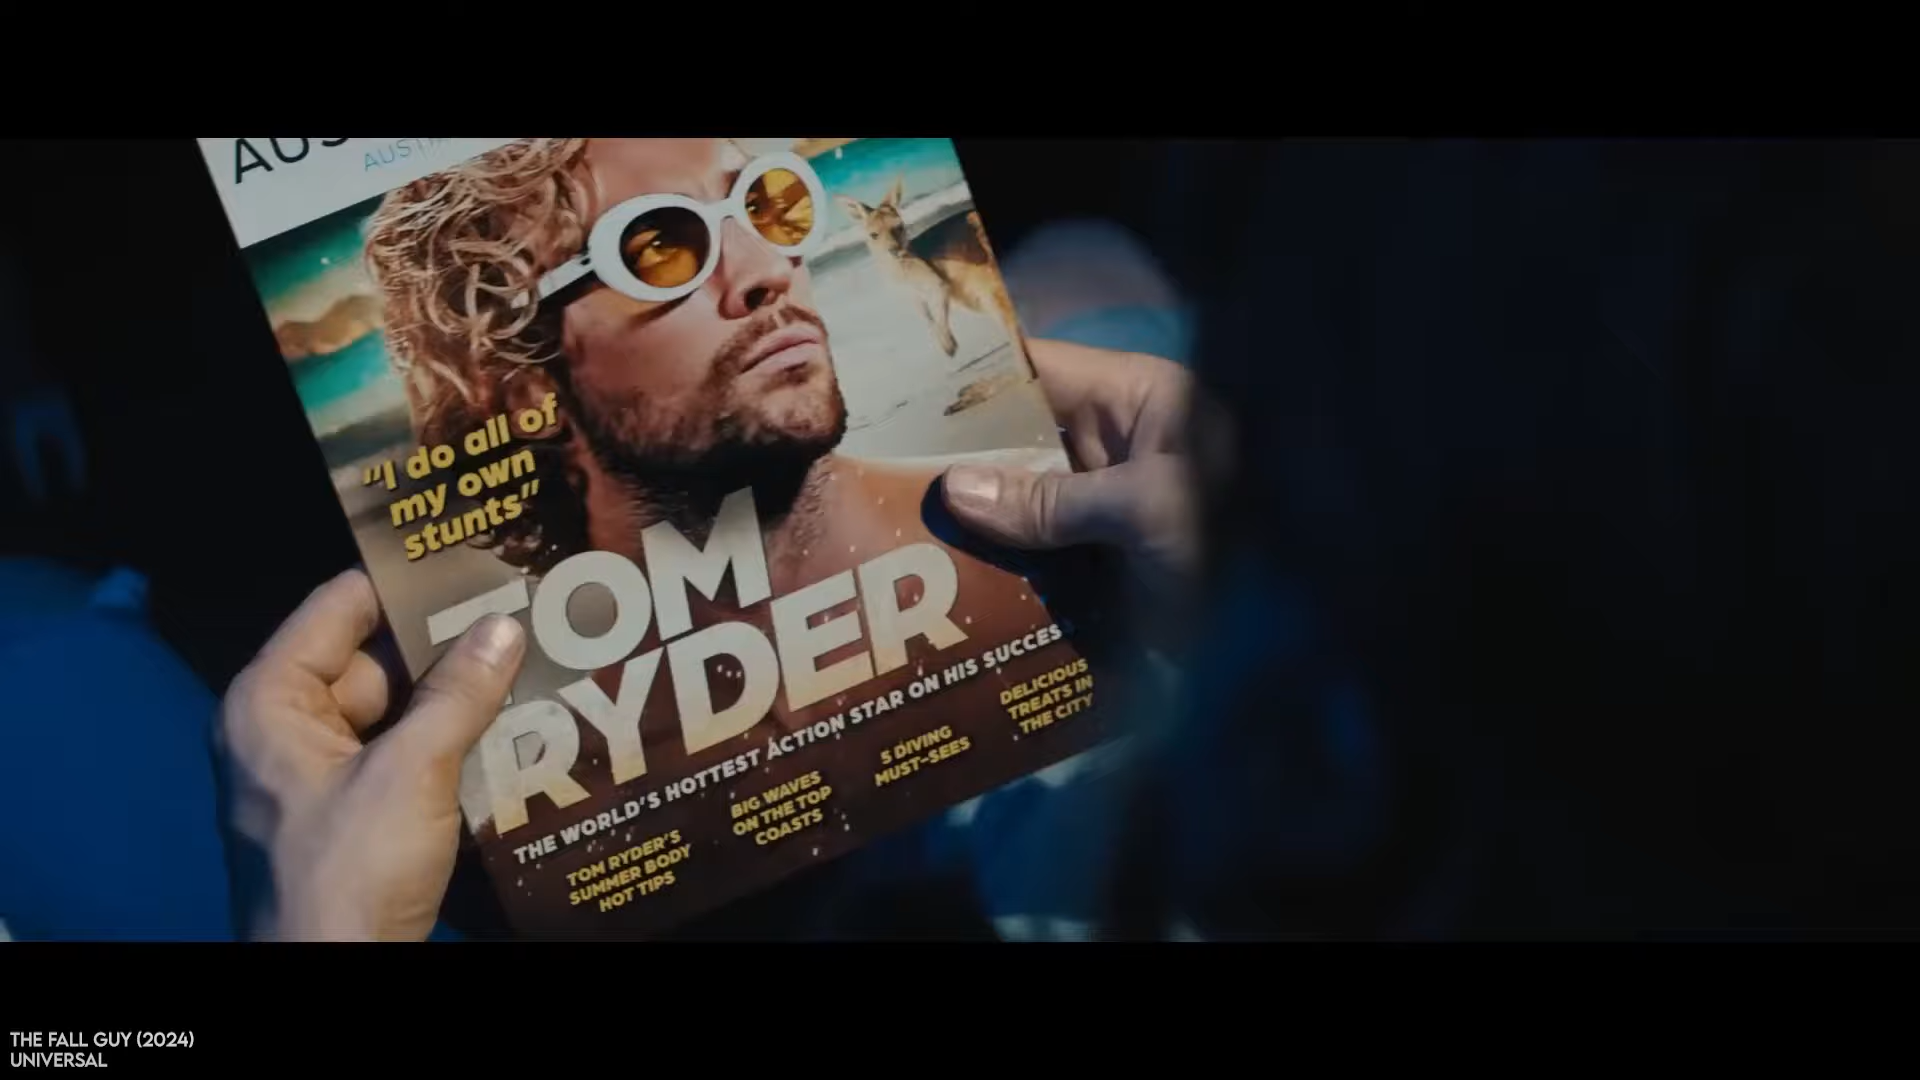 "I do all of
my own
stunts"
TOM
RYDER
THE WORLD'S HOTTEST ACTION STAR ON HIS SUCCES
TOM RYDER'S
SUMMER BODY
HOT TIPS
BIG WAVES
ON THE TOP
COASTS
5 DIVING
MUST-SEES
DELICIOUS
TREATS IN
THE CITY
THE FALL GUY (2024)
UNIVERSAL